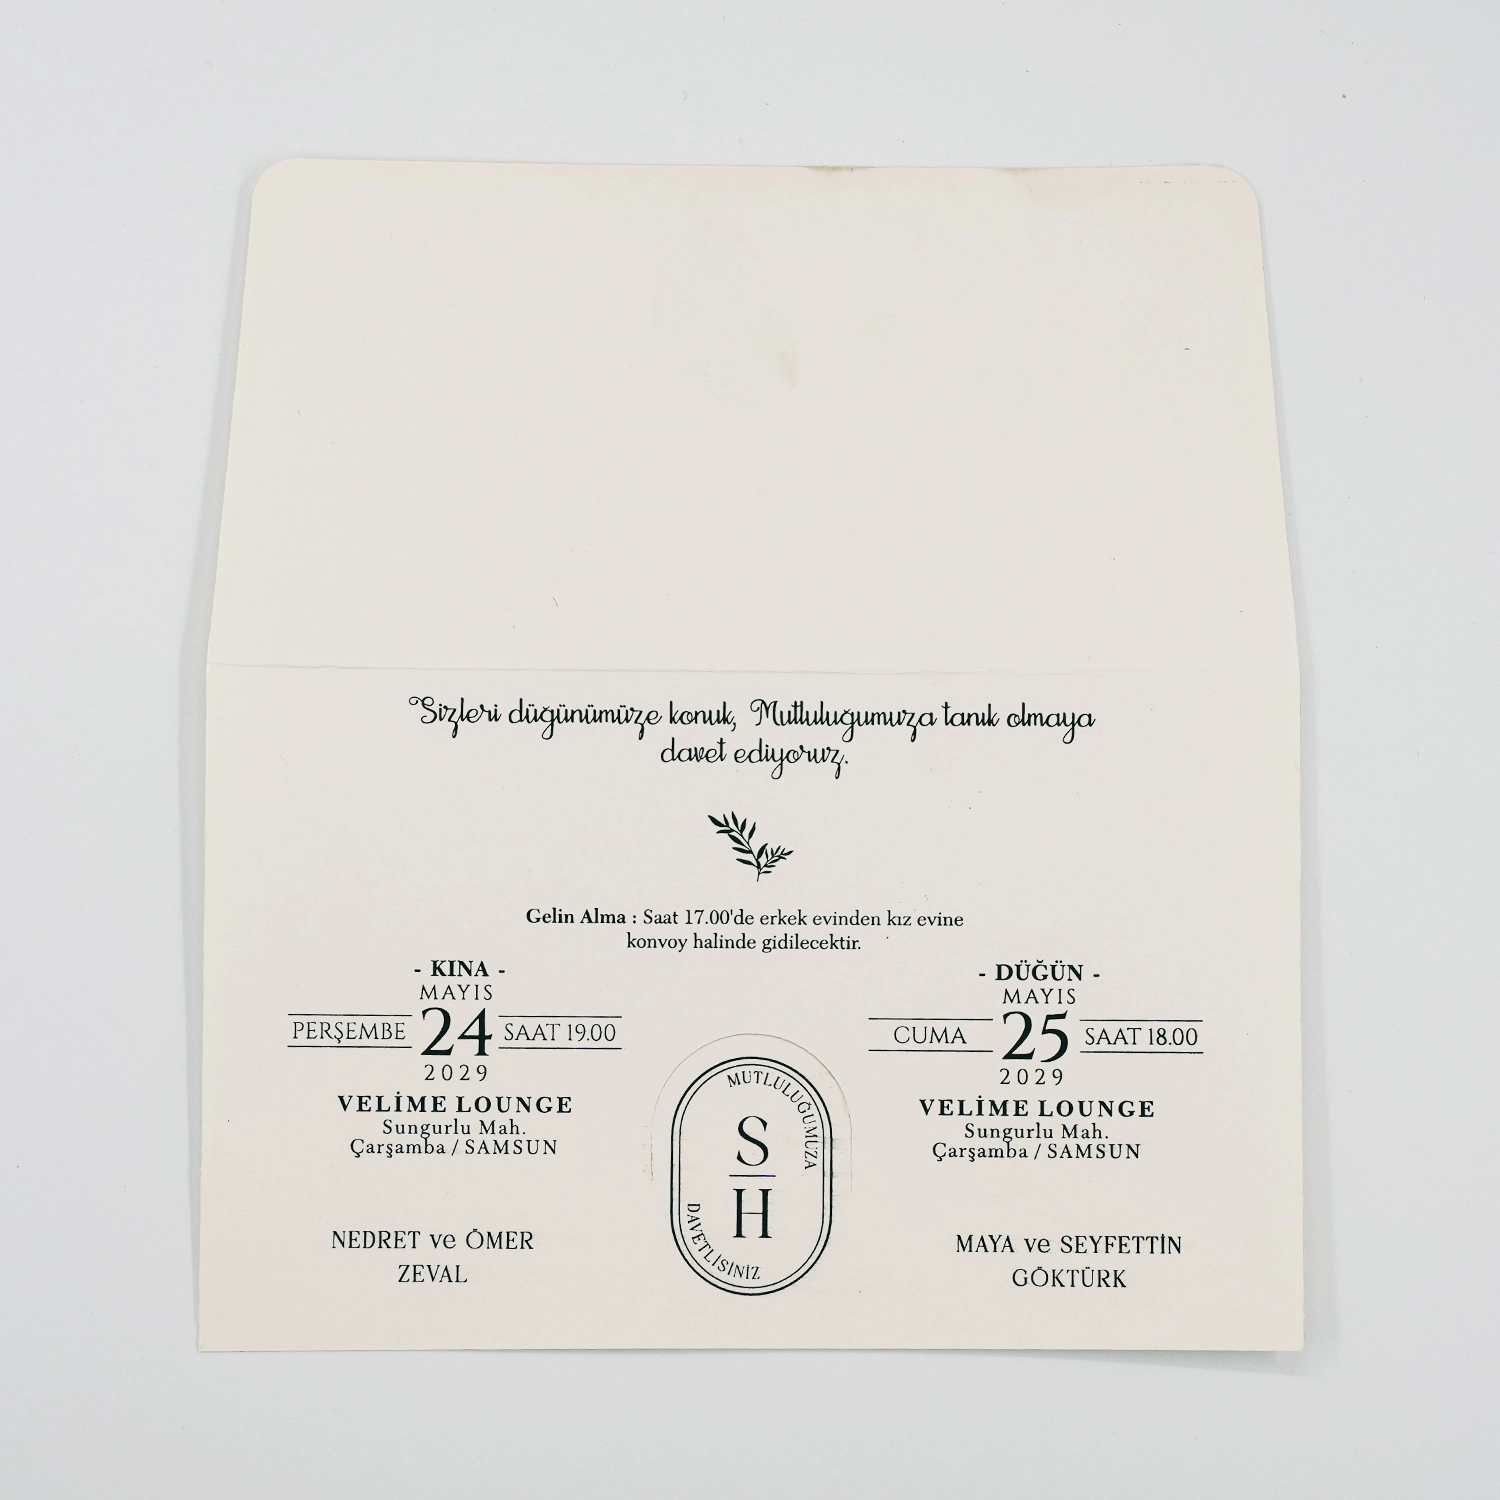 Sizleri düğünümüze konuk, Mutluluğumuza tanık olmaya
davet ediyoruz.
Gelin Alma : Saat 17.00'de erkek evinden kız evine
konvoy halinde gidilecektir.
- KINA -
MAYIS
PERŞEMBE 24 SAAT 19.00
2029
VELİME LOUNGE
Sungurlu Mah.
Çarşamba / SAMSUN
NEDRET ve ÖMER
ZEVAL
MUTLULUĞUMUZA
S
H
DAVETLİSİNİZ
- DÜĞÜN -
MAYIS
CUMA 25 SAAT 18.00
2029
VELİME LOUNGE
Sungurlu Mah.
Çarşamba / SAMSUN
MAYA ve SEYFETTİN
GÖKTÜRK